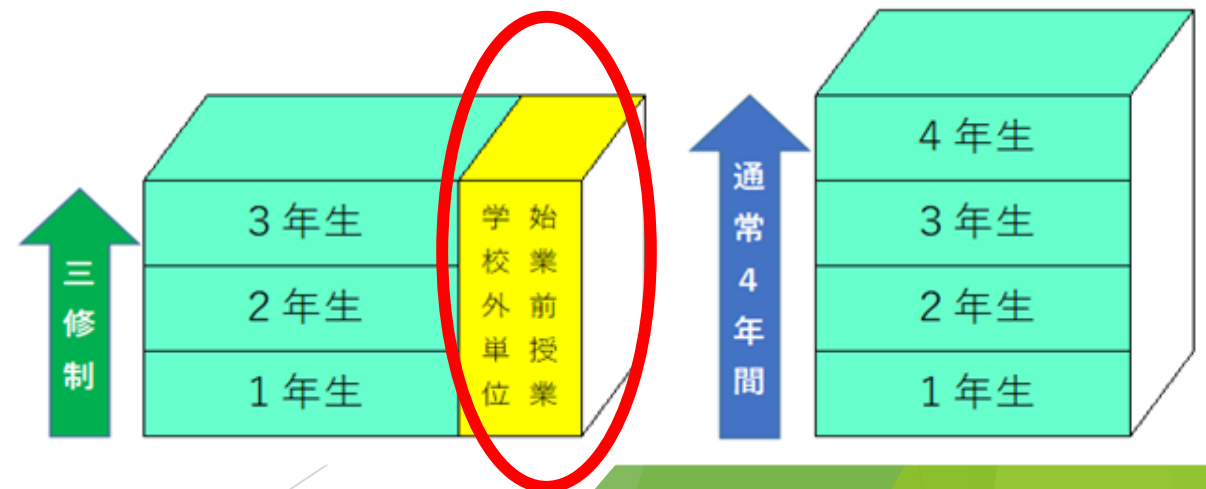 三修制
3年生
2年生
1年生
始業前授業
学校外単位
通常4年間
4年生
3年生
2年生
1年生